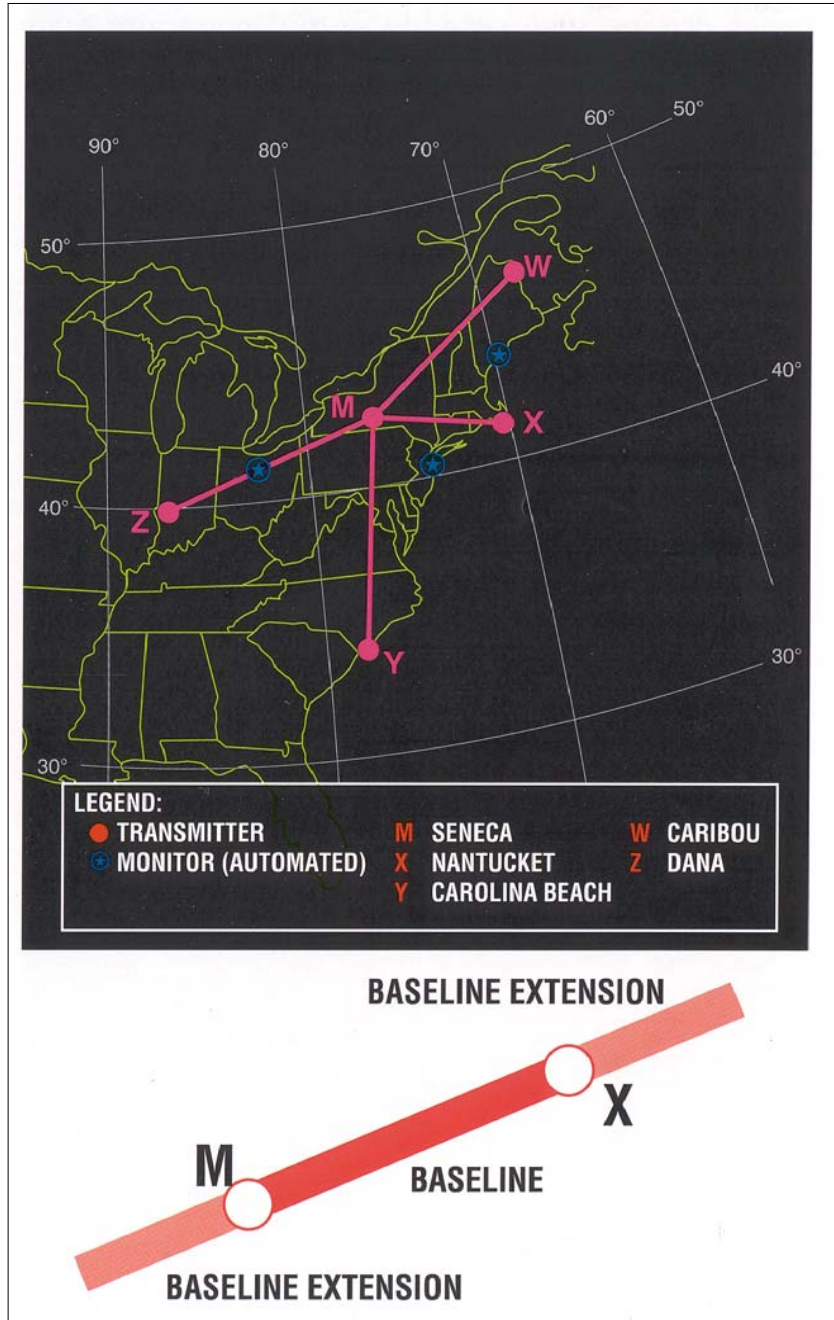 60° 50°
90° 80° 70°
50°
W
40°
M
X
40°
Z
30°
Y
30°
LEGEND:
TRANSMITTER M SENECA W CARIBOU
MONITOR (AUTOMATED) X NANTUCKET Z DANA
Y CAROLINA BEACH
BASELINE EXTENSION
X
M
BASELINE
BASELINE EXTENSION